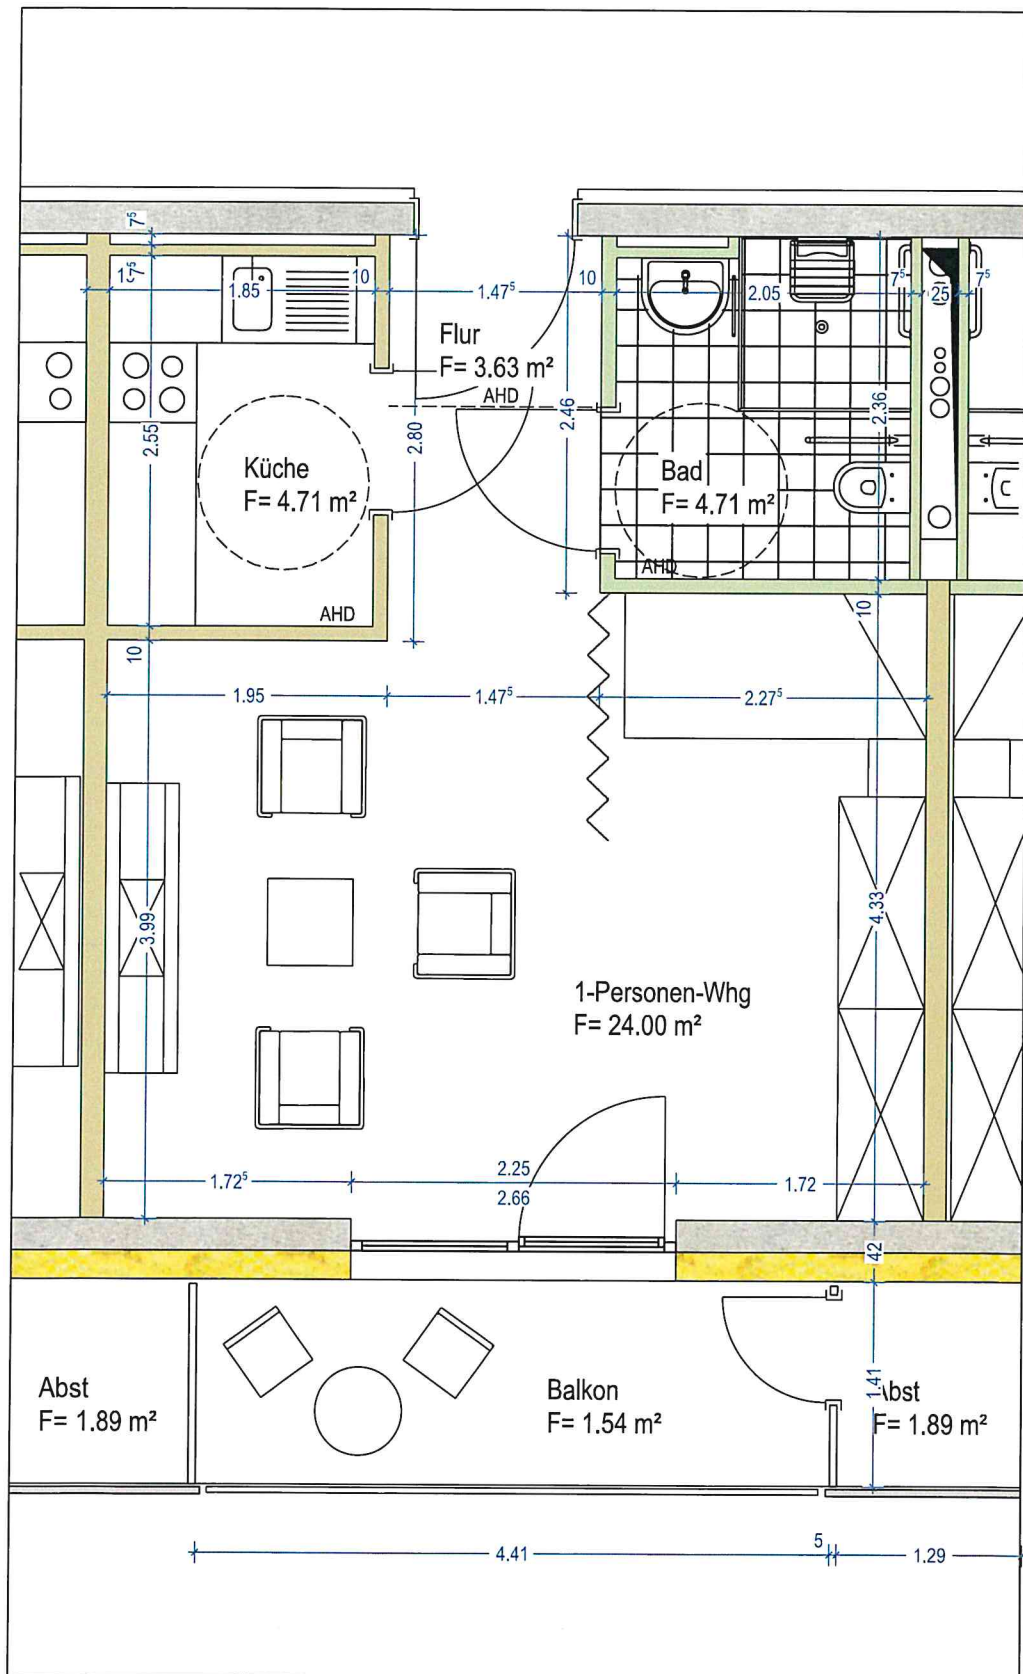 7⁵
7⁵
1.85
10
1.47⁵
10
2.05
7⁵
25
7⁵
Flur
F= 3.63 m²
AHD
2.55
2.80
2.46
2.36
Küche
F= 4.71 m²
Bad
F= 4.71 m²
AHD
AHD
10
10
1.95
1.47⁵
2.27⁵
3.99
4.33
1-Personen-Whg
F= 24.00 m²
1.72⁵
2.25
2.66
1.72
42
1.41
Abst
F= 1.89 m²
Balkon
F= 1.54 m²
Abst
F= 1.89 m²
4.41
5
1.29